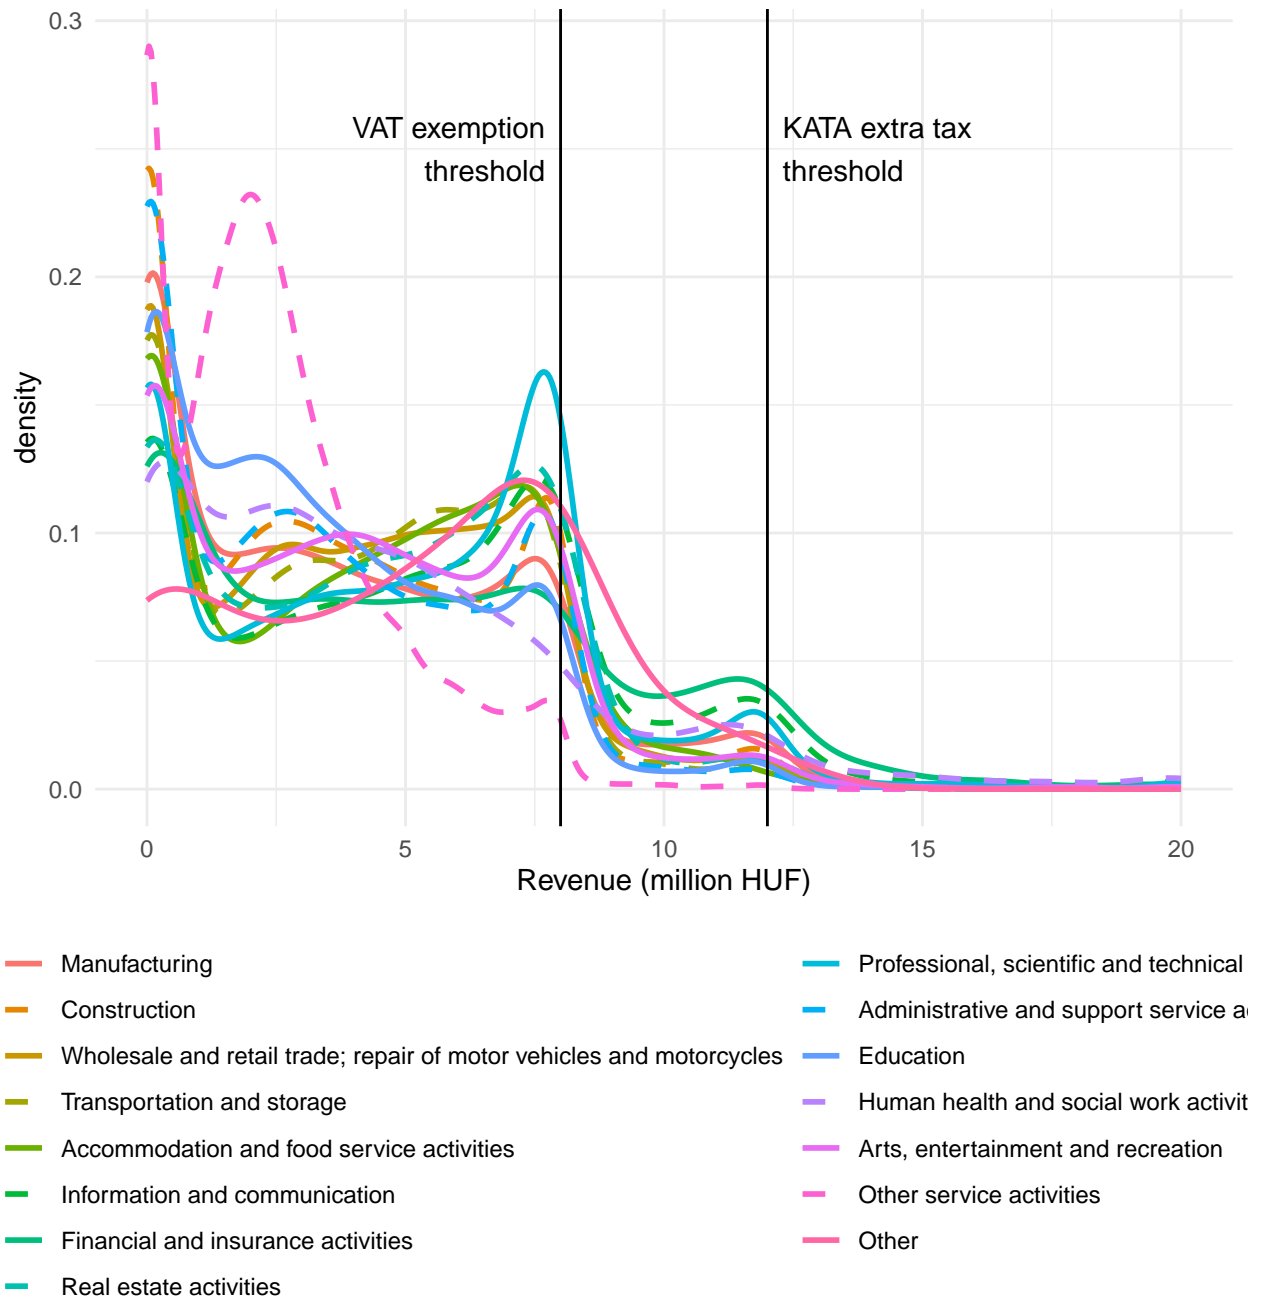 0.3
VAT exemption
threshold
KATA extra tax
threshold
0.2
density
0.1
0.0
0
5
10
15
20
Revenue (million HUF)
Manufacturing
Construction
Wholesale and retail trade; repair of motor vehicles and motorcycles
Transportation and storage
Accommodation and food service activities
Information and communication
Financial and insurance activities
Real estate activities
Professional, scientific and technical
Administrative and support service
Education
Human health and social work
Arts, entertainment and recreation
Other service activities
Other